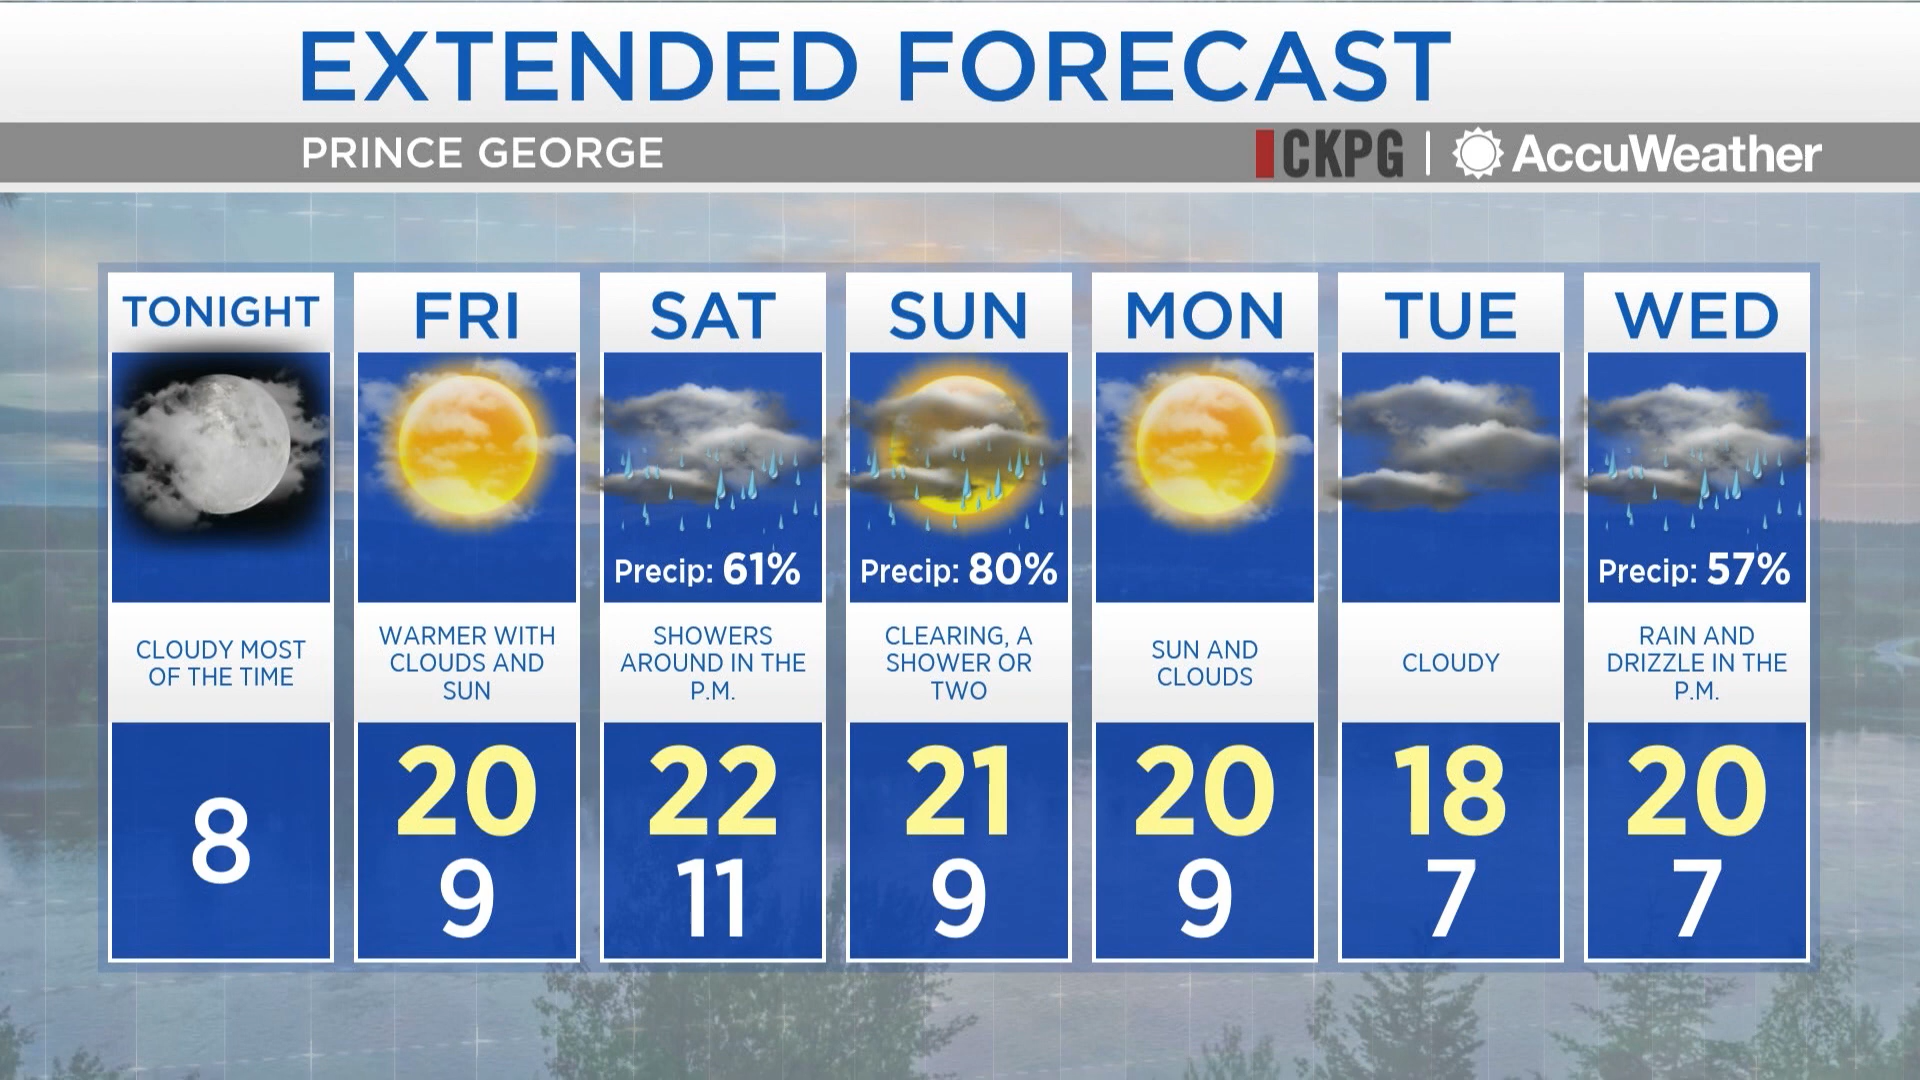 EXTENDED FORECAST
PRINCE GEORGE
CKPG | AccuWeather
TONIGHT
CLOUDY MOST
OF THE TIME
8
FRI
WARMER WITH
CLOUDS AND
SUN
20
9
SAT
Precip: 61%
SHOWERS
AROUND IN THE
P.M.
22
11
SUN
Precip: 80%
CLEARING, A
SHOWER OR
TWO
21
9
MON
SUN AND
CLOUDS
20
9
TUE
CLOUDY
18
7
WED
Precip: 57%
RAIN AND
DRIZZLE IN THE
P.M.
20
7